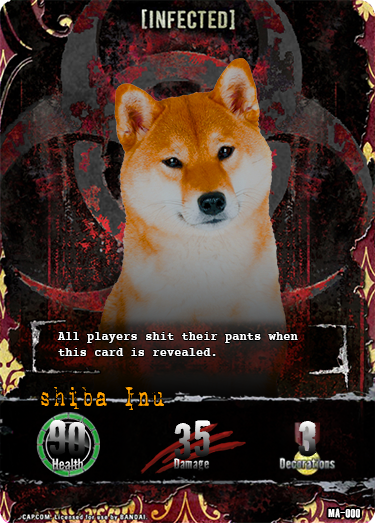 [INFECTED]
All players shit their pants when
this card is revealed.
shiba Inu
90
Health
35
Damage
3
Decorations
MA-000
CAPCOM. Licensed for use by BANDAI